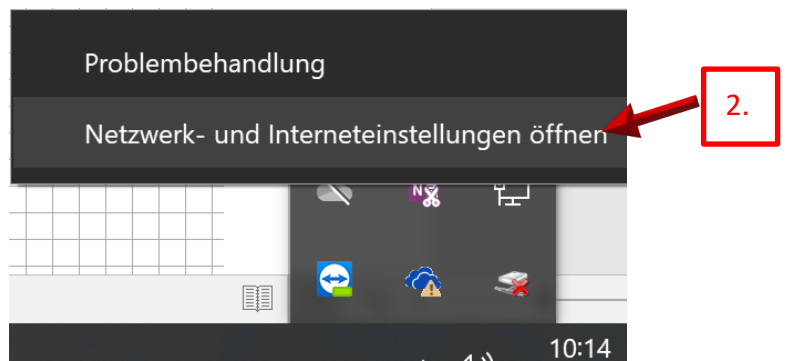 Problembehandlung
Netzwerk- und Interneteinstellungen öffnen
2.
N
10:14